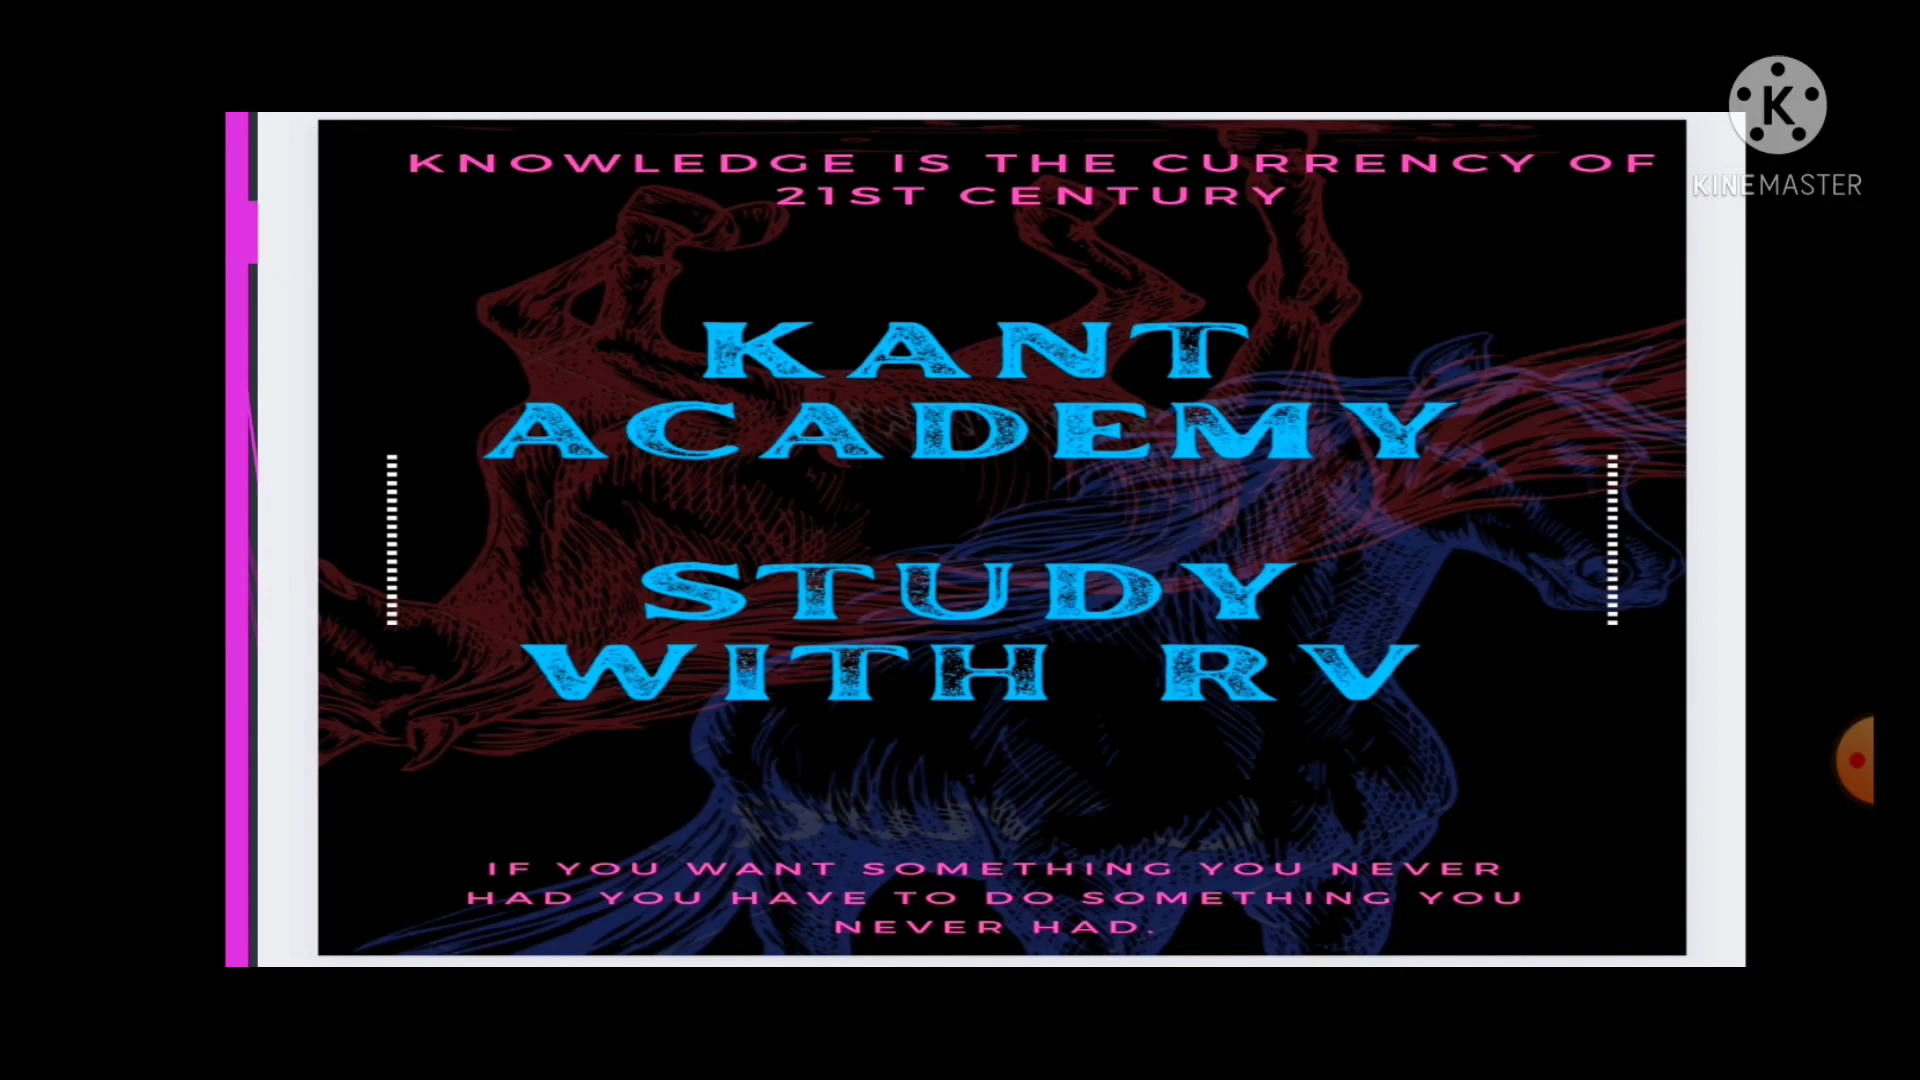 KNOWLEDGE IS THE CURRENCY OF
21ST CENTURY
KANT
ACADEMY
STUDY
WITH RV
IF YOU WANT SOMETHING YOU NEVER
HAD YOU HAVE TO DO SOMETHING YOU
NEVER HAD.
K
KINEMASTER